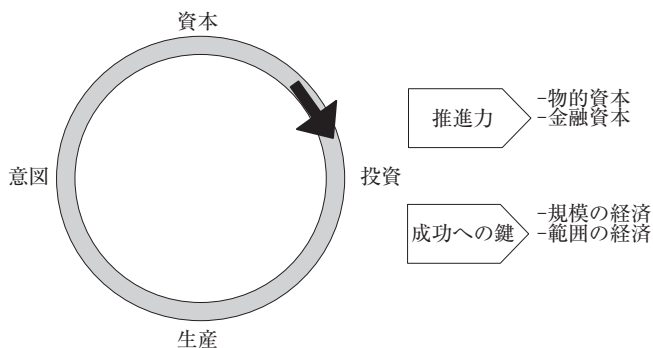 資本
意図
投資
生産
推進力
-物的資本
-金融資本
成功への鍵
-規模の経済
-範囲の経済